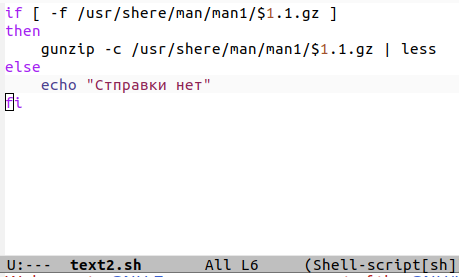 if [ -f /usr/shere/man/man1/$1.1.gz ]
then
    gunzip -c /usr/shere/man/man1/$1.1.gz | less
else
    echo "Стправки нет"
fi
U:---  text2.sh       All L6     (Shell-script[sh]